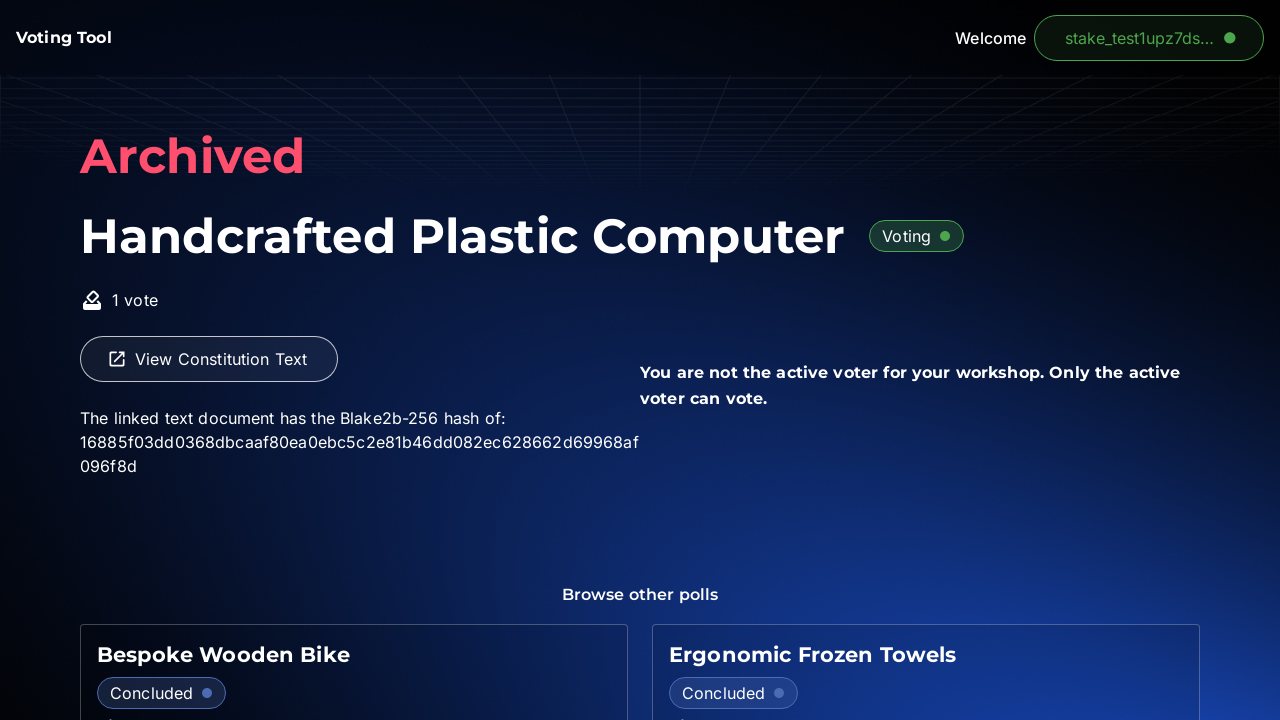 Voting Tool
Welcome
stake_test1upz7ds...
Archived
Handcrafted Plastic Computer
Voting
1 vote
View Constitution Text
You are not the active voter for your workshop. Only the active
voter can vote.
The linked text document has the Blake2b-256 hash of:
16885f03dd0368dbcaaf80ea0ebc5c2e81b46dd082ec628662d69968af
096f8d
Browse other polls
Bespoke Wooden Bike
Concluded
Ergonomic Frozen Towels
Concluded